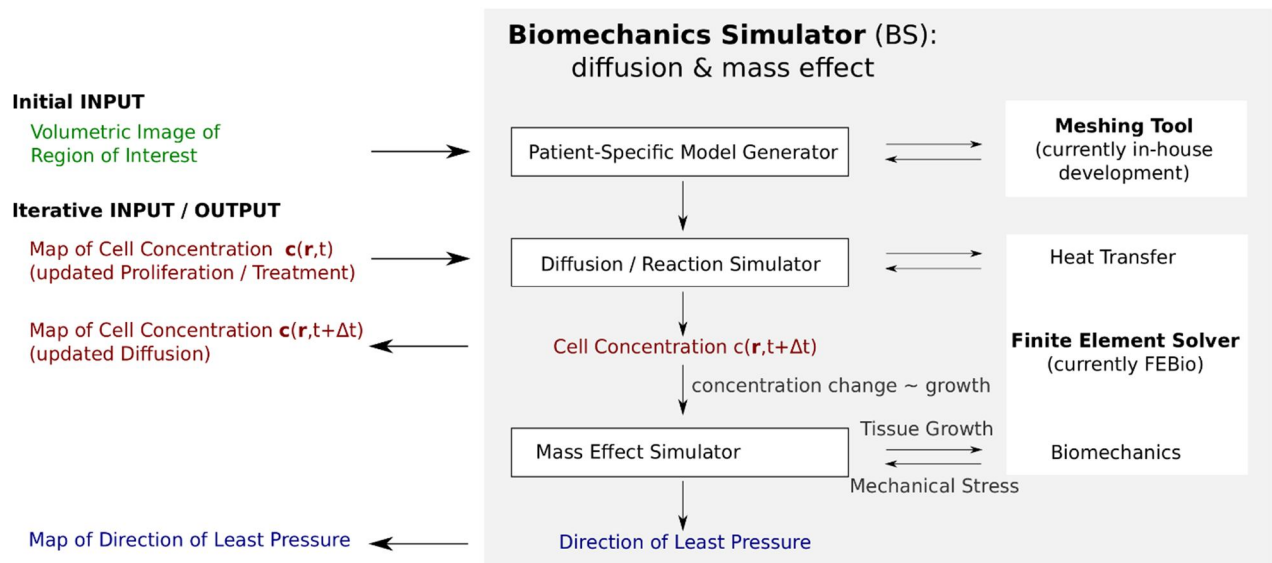 Biomechanics Simulator (BS):
diffusion & mass effect
Initial INPUT
Volumetric Image of
Region of Interest
Patient-Specific Model Generator
Meshing Tool
(currently in-house
development)
Iterative INPUT / OUTPUT
Map of Cell Concentration c(r,t)
(updated Proliferation / Treatment)
Diffusion / Reaction Simulator
Heat Transfer
Map of Cell Concentration c(r,t+Δt)
(updated Diffusion)
Cell Concentration c(r,t+Δt)
Finite Element Solver
(currently FEBio)
concentration change ~ growth
Tissue Growth
Mass Effect Simulator
Biomechanics
Mechanical Stress
Map of Direction of Least Pressure
Direction of Least Pressure